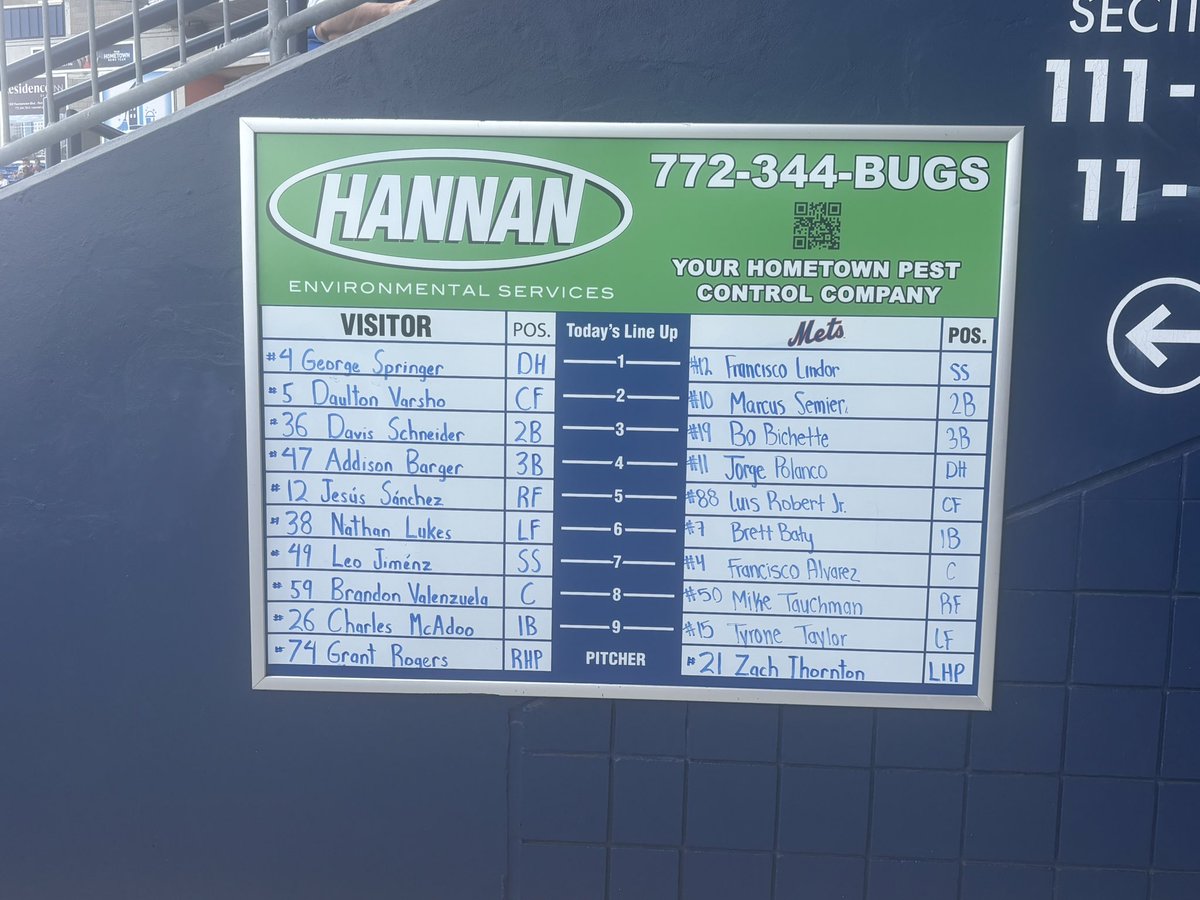 SECTI
111 -
11 -
HOMETOWN
esidence
HANNAN
ENVIRONMENTAL SERVICES
772-344-BUGS
YOUR HOMETOWN PEST
CONTROL COMPANY
VISITOR POS. Today's Line Up Mets POS.
#4 George Springer DH 1 #12 Francisco Lindor SS
#5 Daulton Varsho CF 2 #10 Marcus Semier 2B
#36 Davis Schneider 2B 3 #19 Bo Bichette 3B
#47 Addison Barger 3B 4 #11 Jorge Polanco DH
#12 Jesús Sánchez RF 5 #88 Luis Robert Jr. CF
#38 Nathan Lukes LF 6 #7 Brett Baty 1B
#49 Leo Jiménz SS 7 #4 Francisco Alvarez C
#59 Brandon Valenzuela C 8 #50 Mike Tauchman RF
#26 Charles McAdoo 1B 9 #15 Tyrone Taylor LF
#74 Grant Rogers RHP PITCHER #21 Zach Thornton LHP